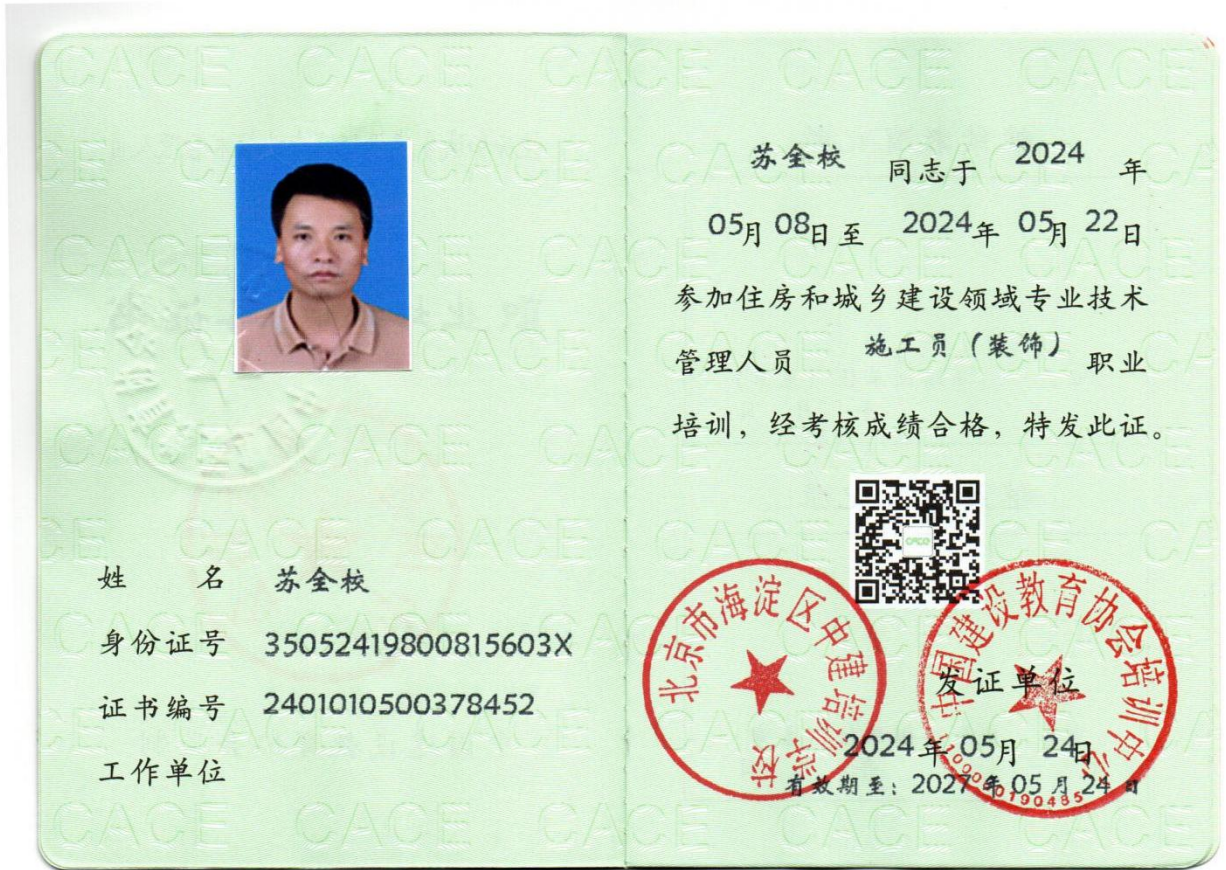 姓 名 苏全校
身份证号 35052419800815603X
证书编号 2401010500378452
工作单位
苏全校 同志于 2024 年
05月 08日 至 2024年 05月 22日
参加住房和城乡建设领域专业技术
管理人员 施工员（装饰） 职业
培训，经考核成绩合格，特发此证。
CACE
北京市海淀区中建培训学校
中国建设教育协会培训中心
发证单位
2024年 05月 24日
有效期至：2027年05月24日